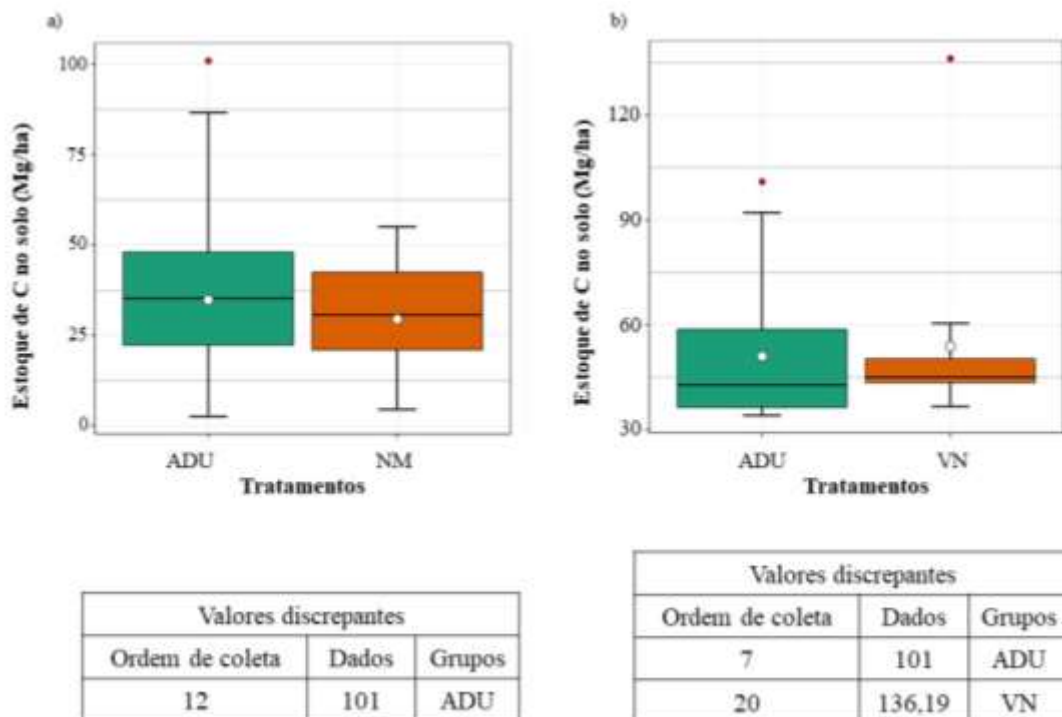 a)
Estoque de C no solo (Mg/ha)
100
75
50
25
0
ADU NM
Tratamentos
b)
Estoque de C no solo (Mg/ha)
120
90
60
30
ADU VN
Tratamentos
Valores discrepantes
Ordem de coleta Dados Grupos
12 101 ADU
Valores discrepantes
Ordem de coleta Dados Grupos
7 101 ADU
20 136,19 VN